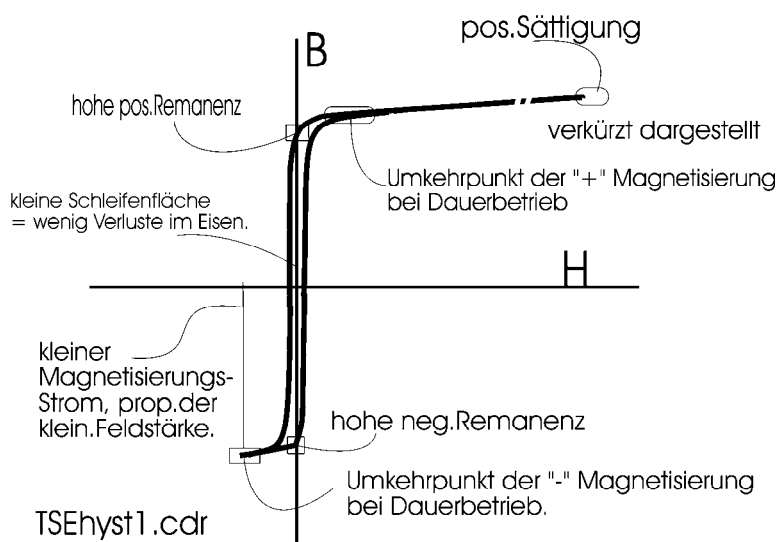 pos.Sättigung
B
hohe pos.Remanenz
verkürzt dargestellt
Umkehrpunkt der "+" Magnetisierung
bei Dauerbetrieb
kleine Schleifenfläche
= wenig Verluste im Eisen.
H
kleiner
Magnetisierungs-
Strom, prop.der
klein.Feldstärke.
hohe neg.Remanenz
Umkehrpunkt der "-" Magnetisierung
bei Dauerbetrieb.
TSEhyst1.cdr